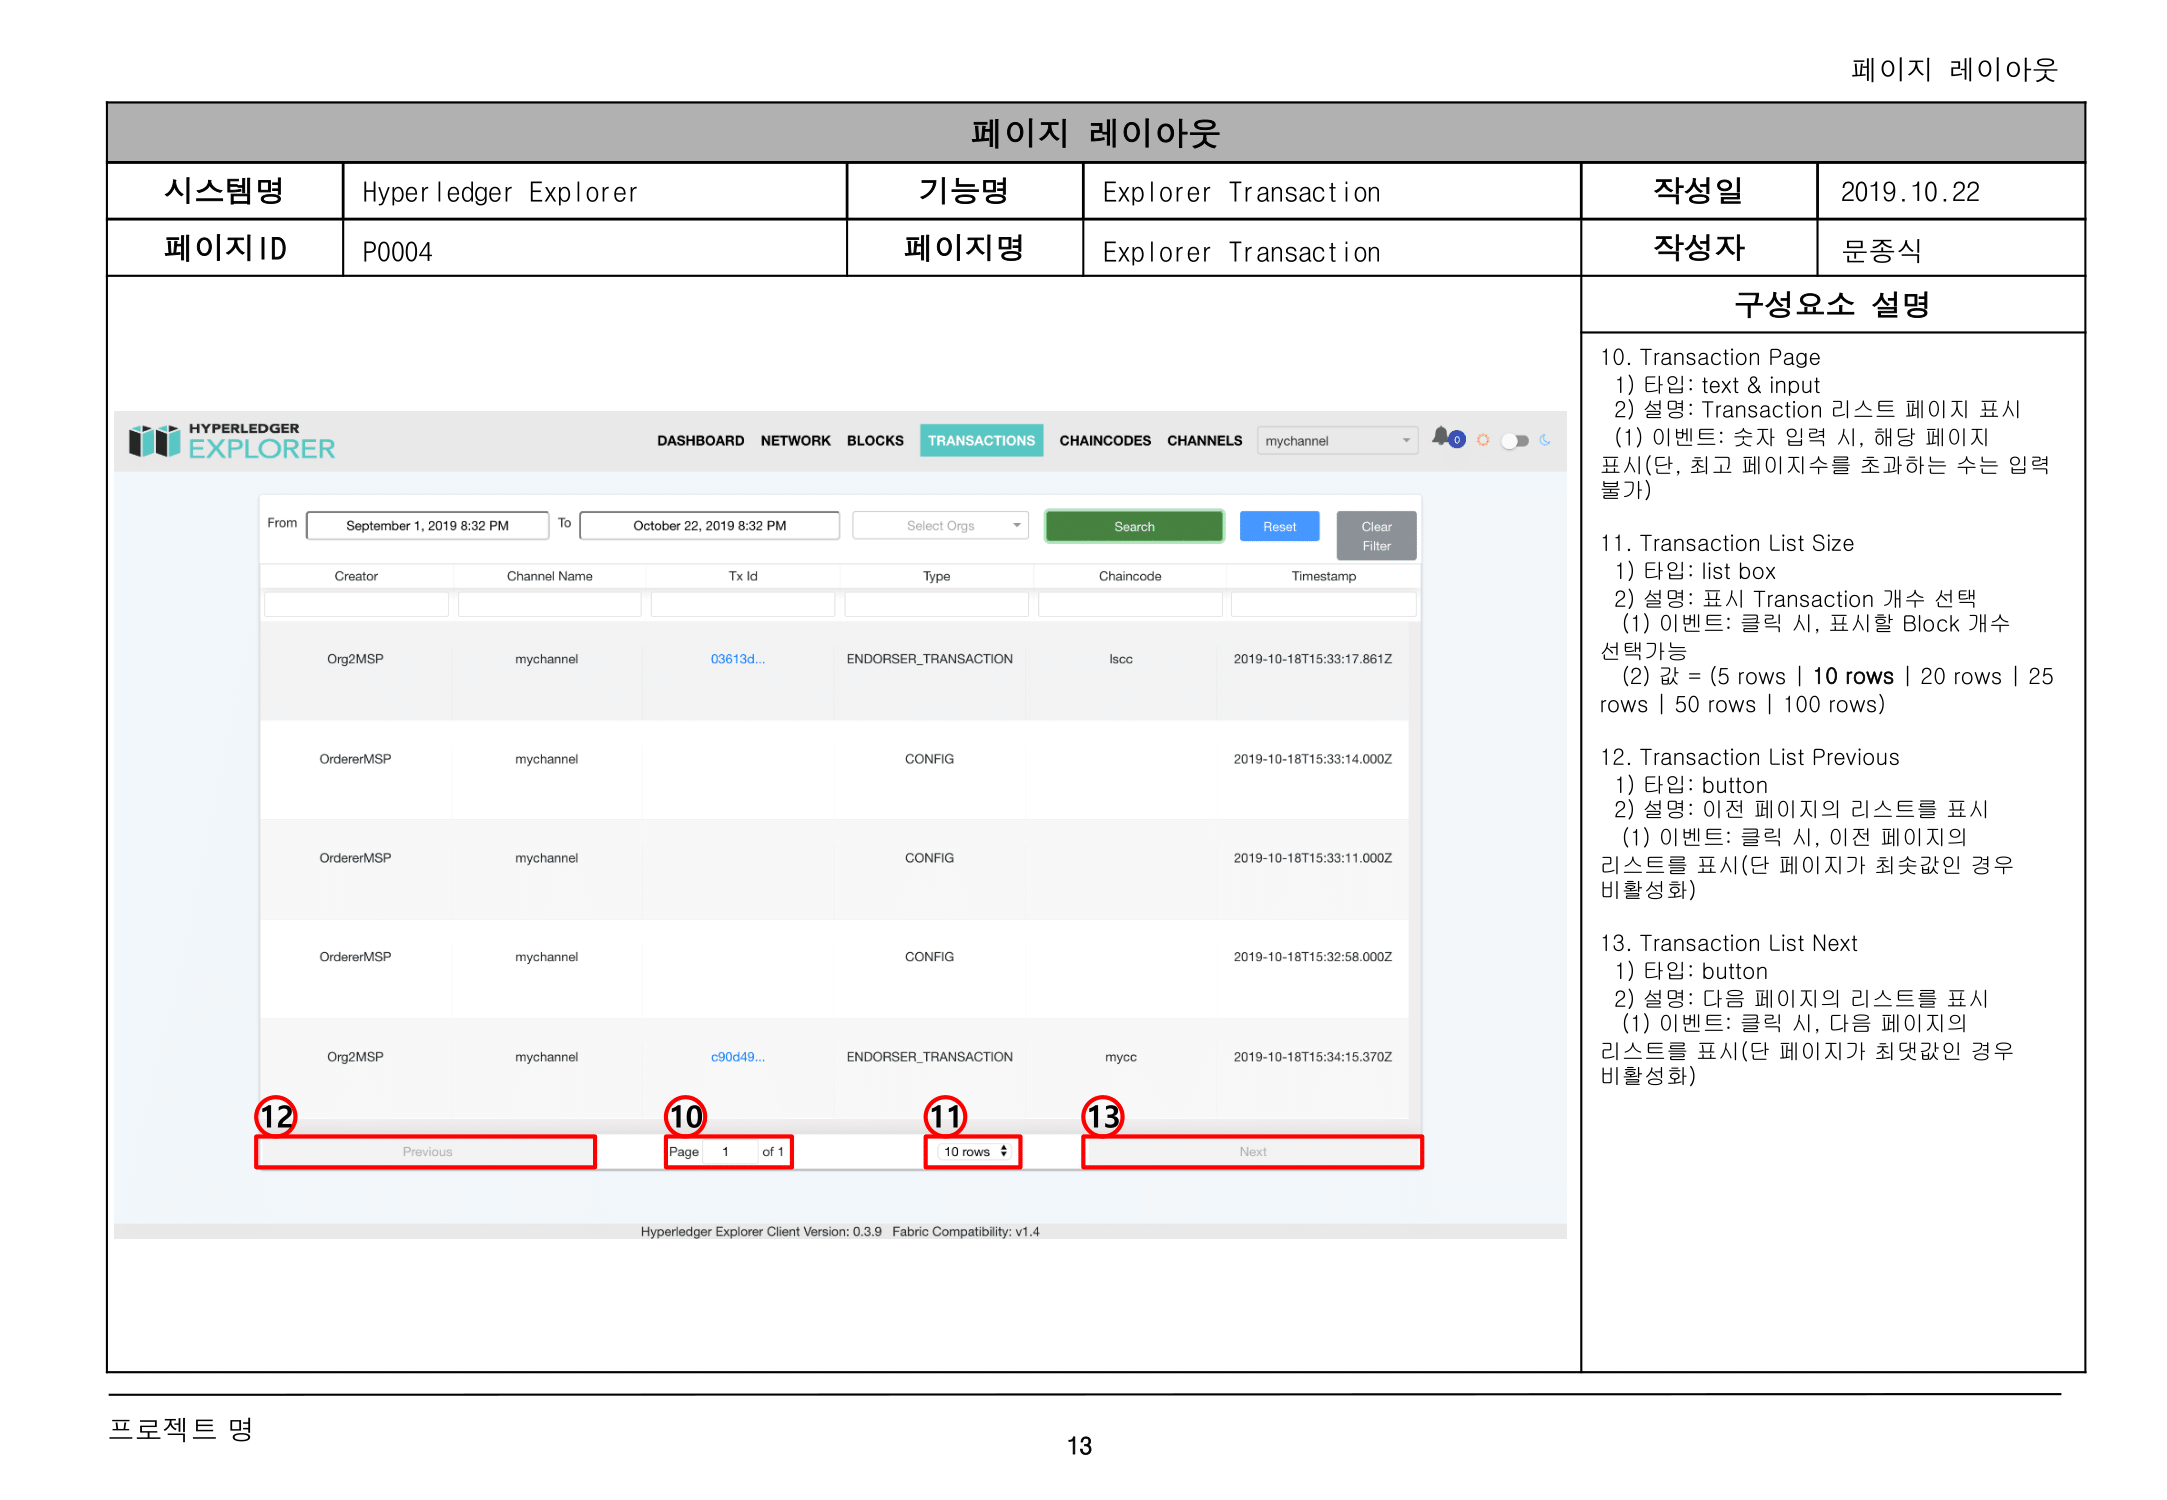 페이지 레이아웃
페이지 레이아웃
시스템명 Hyperledger Explorer 기능명 Explorer Transaction 작성일 2019.10.22
페이지ID P0004 페이지명 Explorer Transaction 작성자 문종식
구성요소 설명
HYPERLEDGER
EXPLORER
DASHBOARD NETWORK BLOCKS TRANSACTIONS CHAINCODES CHANNELS mychannel 0
From September 1, 2019 8:32 PM To October 22, 2019 8:32 PM Select Orgs Search Reset Clear
Filter
Creator Channel Name Tx Id Type Chaincode Timestamp
Org2MSP mychannel 03613d... ENDORSER_TRANSACTION lscc 2019-10-18T15:33:17.861Z
OrdererMSP mychannel CONFIG 2019-10-18T15:33:14.000Z
OrdererMSP mychannel CONFIG 2019-10-18T15:33:11.000Z
OrdererMSP mychannel CONFIG 2019-10-18T15:32:58.000Z
Org2MSP mychannel c90d49... ENDORSER_TRANSACTION mycc 2019-10-18T15:34:15.370Z
12 10 11 13
Previous Page 1 of 1 10 rows Next
Hyperledger Explorer Client Version: 0.3.9 Fabric Compatibility: v1.4
10. Transaction Page
1) 타입: text & input
2) 설명: Transaction 리스트 페이지 표시
(1) 이벤트: 숫자 입력 시, 해당 페이지
표시(단, 최고 페이지수를 초과하는 수는 입력
불가)
11. Transaction List Size
1) 타입: list box
2) 설명: 표시 Transaction 개수 선택
(1) 이벤트: 클릭 시, 표시할 Block 개수
선택가능
(2) 값 = (5 rows | 10 rows | 20 rows | 25
rows | 50 rows | 100 rows)
12. Transaction List Previous
1) 타입: button
2) 설명: 이전 페이지의 리스트를 표시
(1) 이벤트: 클릭 시, 이전 페이지의
리스트를 표시(단 페이지가 최솟값인 경우
비활성화)
13. Transaction List Next
1) 타입: button
2) 설명: 다음 페이지의 리스트를 표시
(1) 이벤트: 클릭 시, 다음 페이지의
리스트를 표시(단 페이지가 최댓값인 경우
비활성화)
프로젝트 명
13